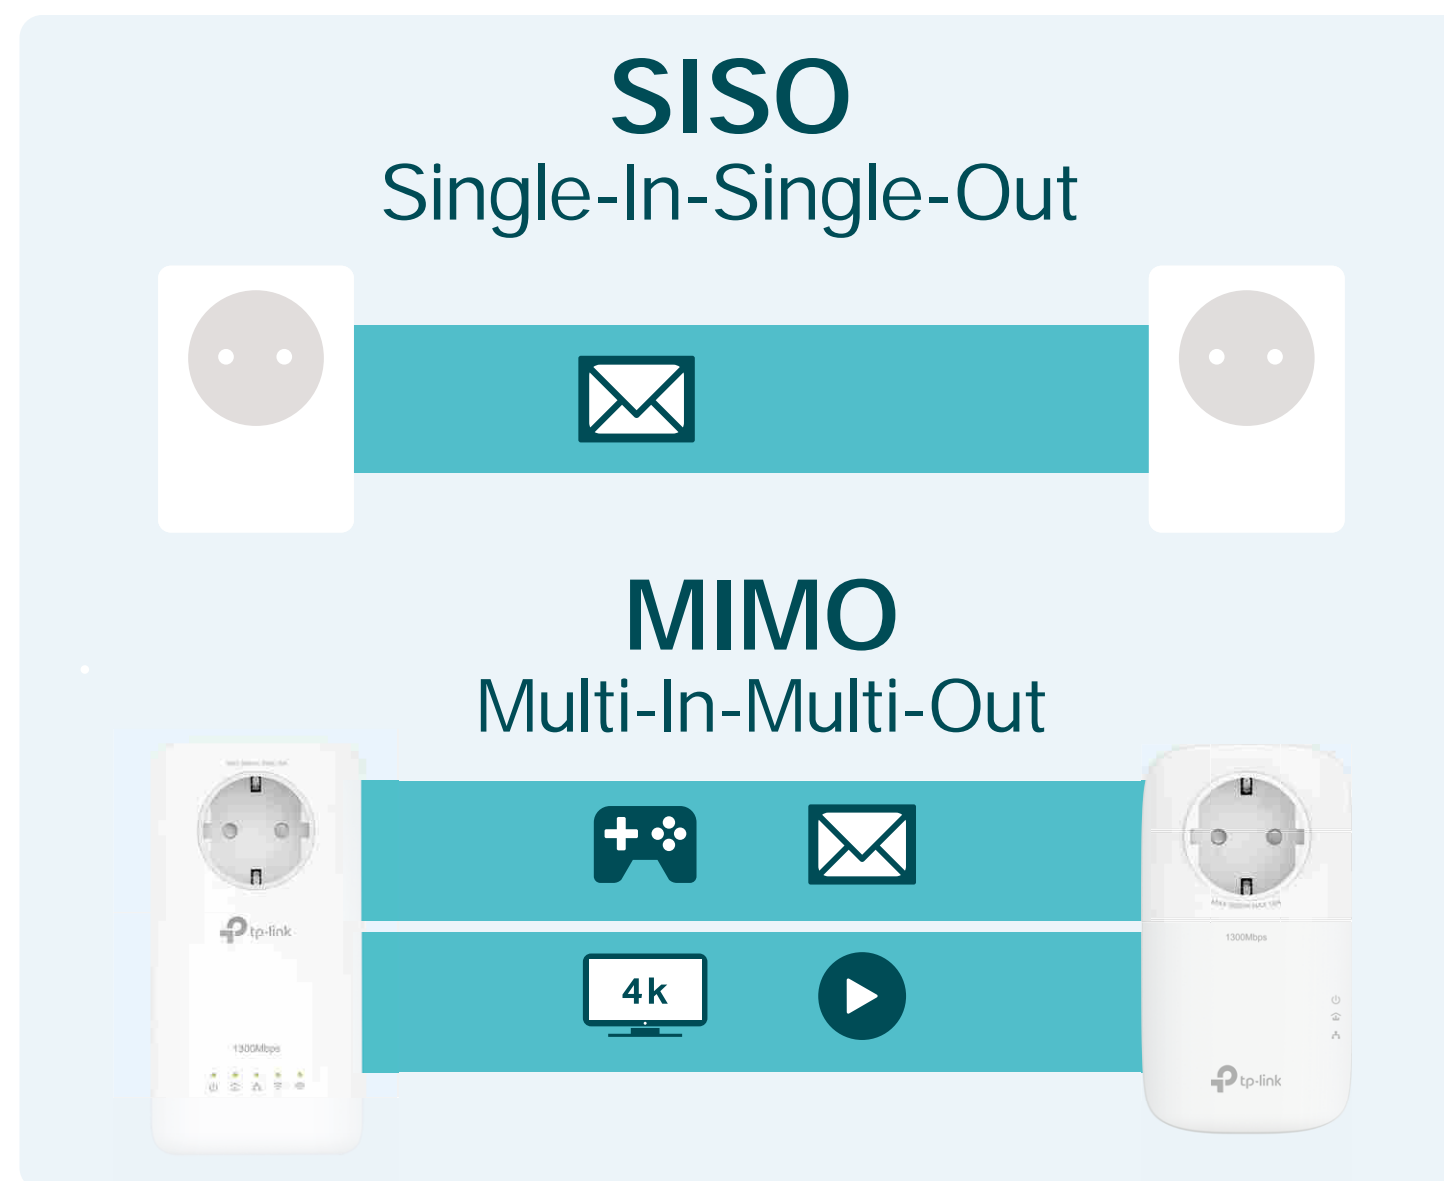 SISO
Single-In-Single-Out
MIMO
Multi-In-Multi-Out
tp-link
1300Mbps
4k
1300Mbps
tp-link